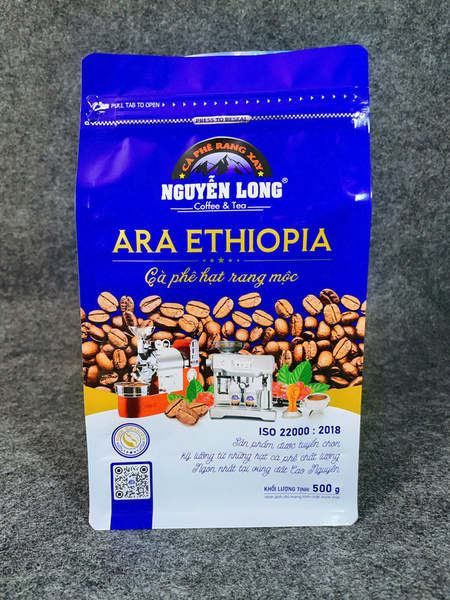 PULL TAB TO OPEN
PRESS TO RESEAL
CÀ PHÊ RANG XAY
NGUYỄN LONG®
Coffee & Tea
ARA ETHIOPIA
Cà phê hạt rang mộc
ISO 22000 : 2018
Sản phẩm được tuyển chọn
kỹ lưỡng từ những hạt cà phê chất lượng
Ngon nhất tại vùng đất Cao Nguyên
KHỐI LƯỢNG TỊNH: 500 g